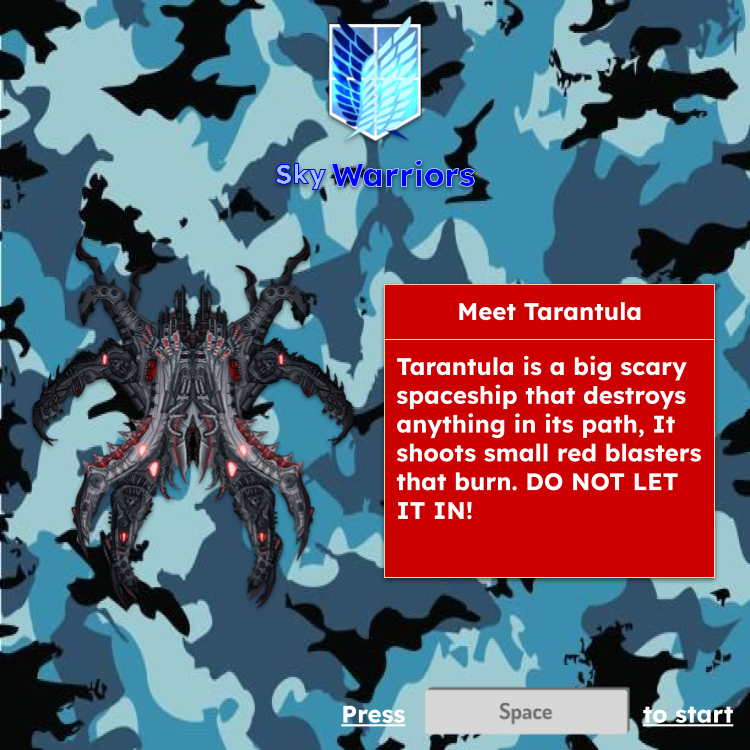 Sky Warriors
Meet Tarantula
Tarantula is a big scary
spaceship that destroys
anything in its path, It
shoots small red blasters
that burn. DO NOT LET
IT IN!
Press Space to start